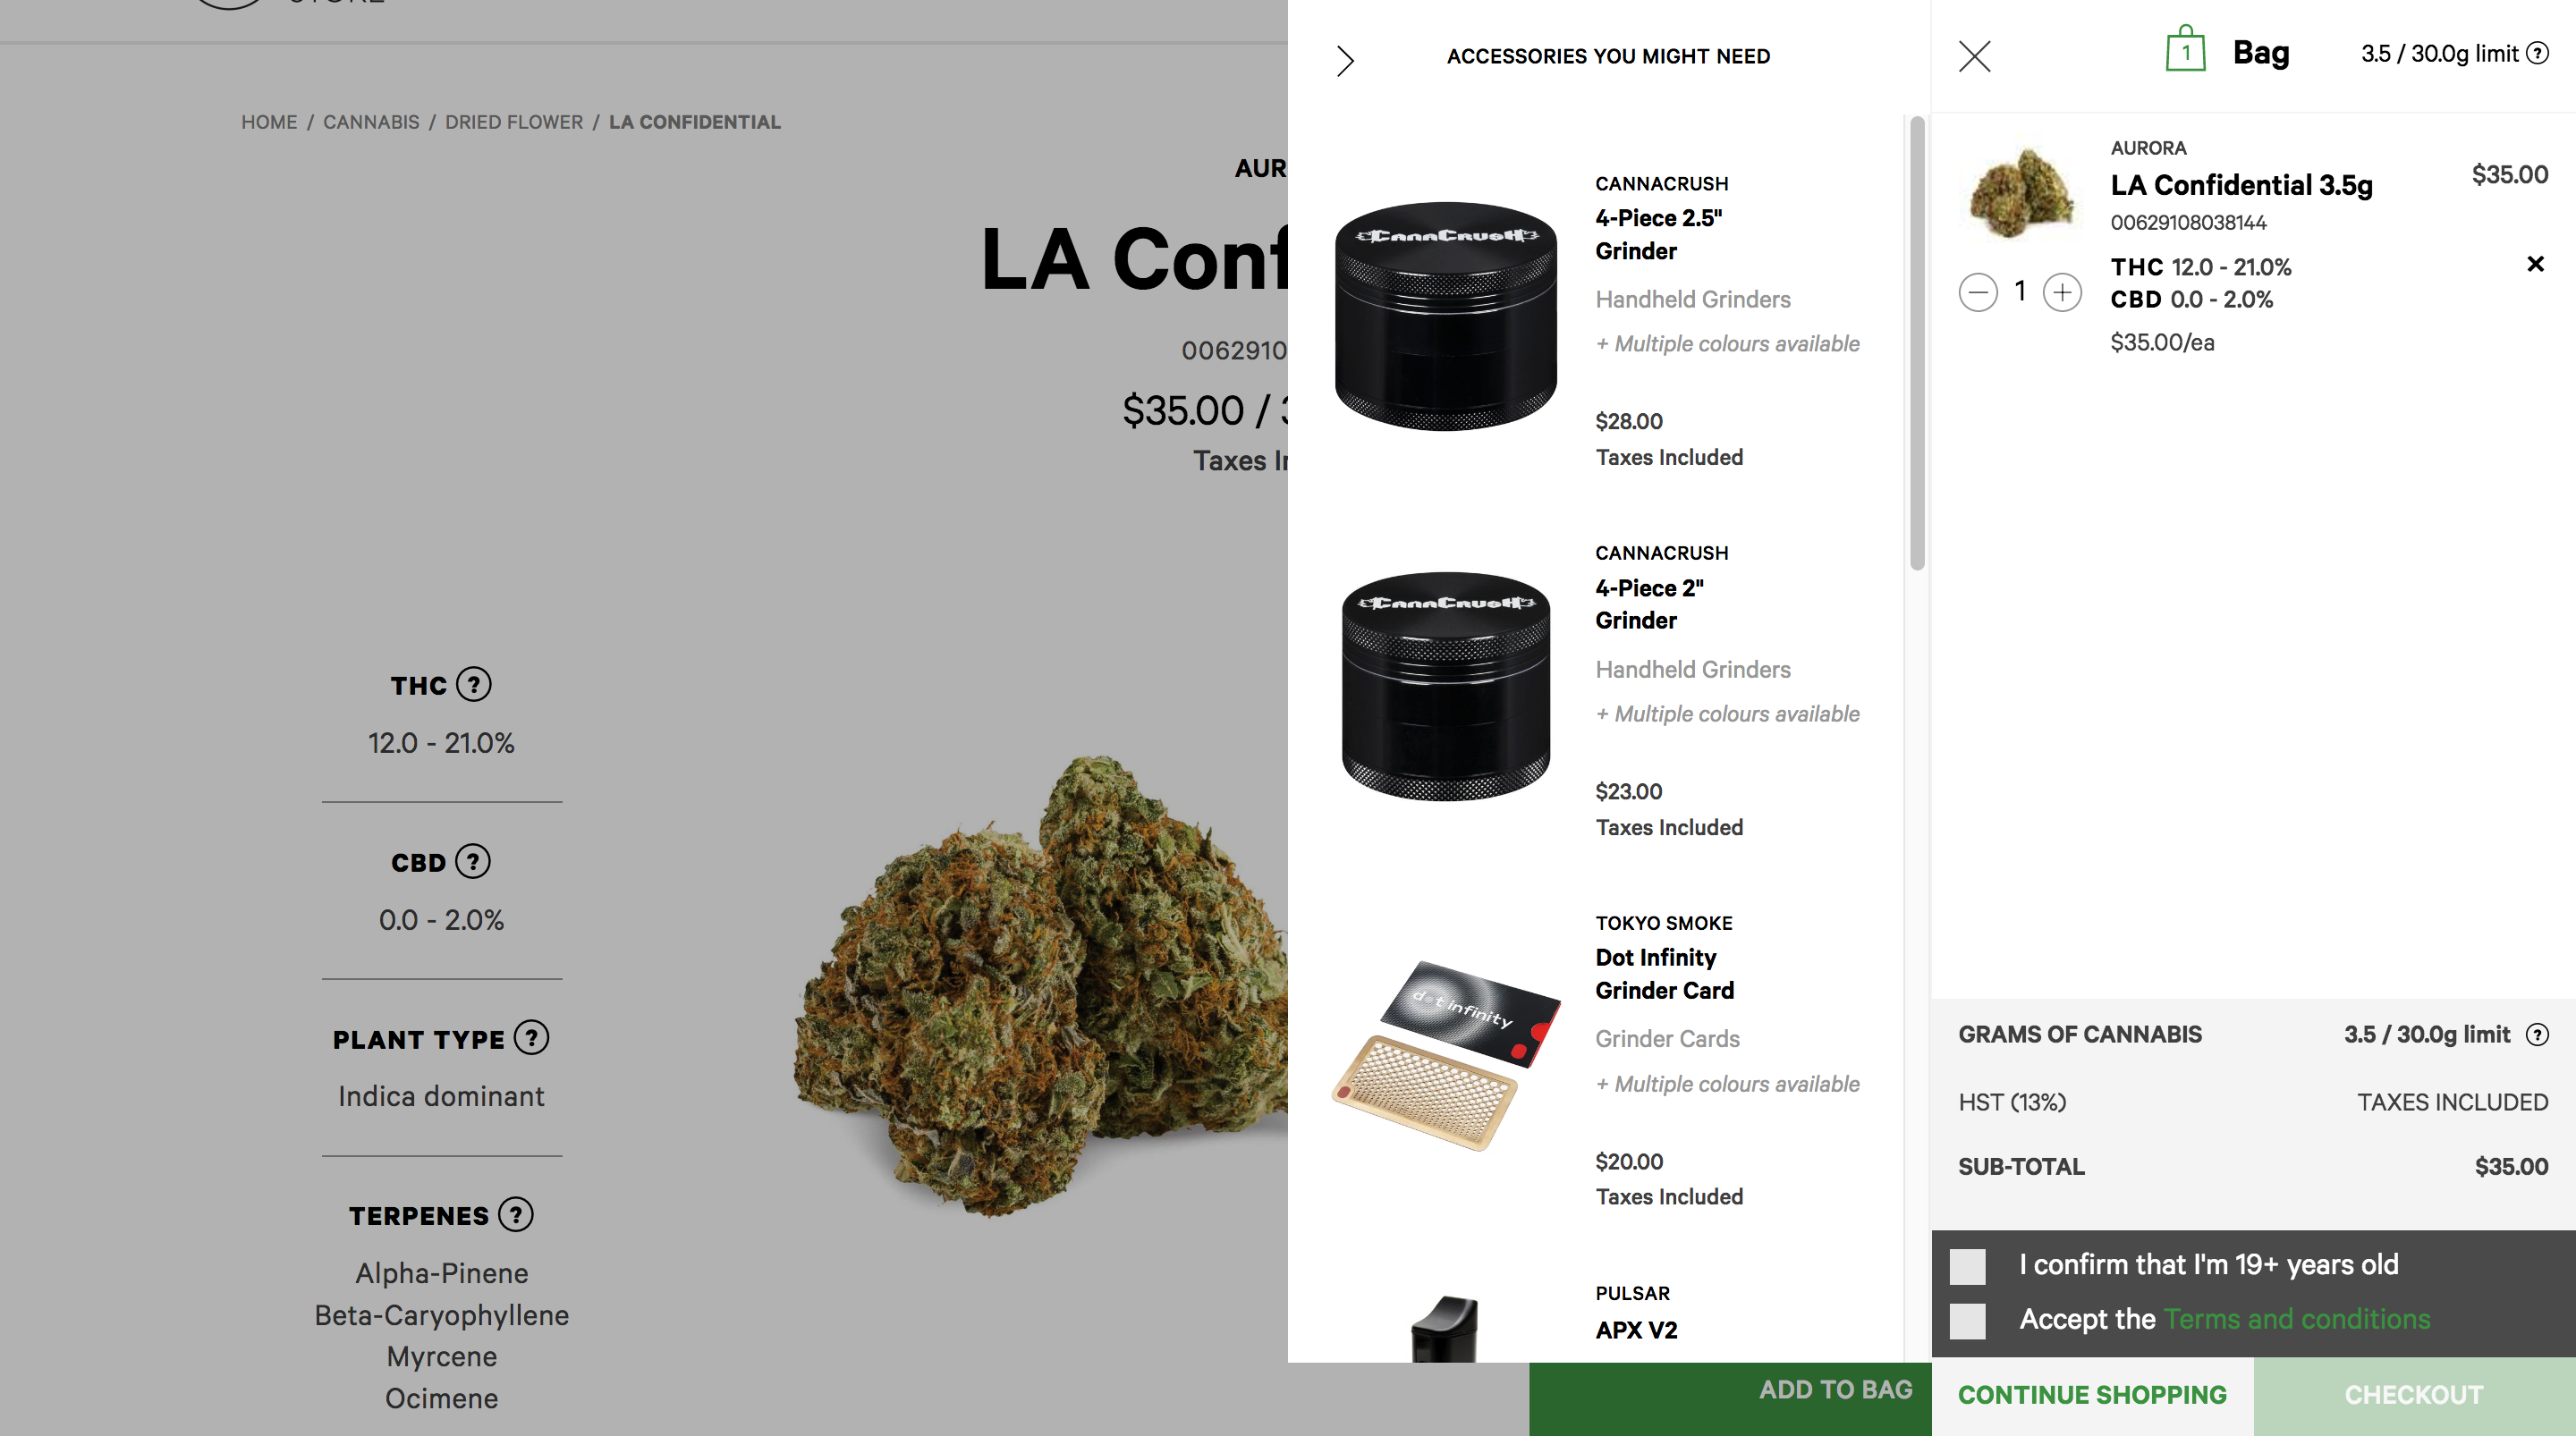 HOME / CANNABIS / DRIED FLOWER / LA CONFIDENTIAL
THC ?
12.0 - 21.0%
CBD ?
0.0 - 2.0%
PLANT TYPE ?
Indica dominant
TERPENES ?
Alpha-Pinene
Beta-Caryophyllene
Myrcene
Ocimene
AUR
LA Conf
0062910
$35.00 /
Taxes
ADD TO BAG
ACCESSORIES YOU MIGHT NEED
CannaCrush
CANNACRUSH
4-Piece 2.5"
Grinder
Handheld Grinders
+ Multiple colours available
$28.00
Taxes Included
CannaCrush
CANNACRUSH
4-Piece 2"
Grinder
Handheld Grinders
+ Multiple colours available
$23.00
Taxes Included
dot infinity
TOKYO SMOKE
Dot Infinity
Grinder Card
Grinder Cards
+ Multiple colours available
$20.00
Taxes Included
PULSAR
APX V2
1
Bag
3.5 / 30.0g limit ?
AURORA
LA Confidential 3.5g
$35.00
00629108038144
THC 12.0 - 21.0%
CBD 0.0 - 2.0%
1
$35.00/ea
GRAMS OF CANNABIS 3.5 / 30.0g limit ?
HST (13%) TAXES INCLUDED
SUB-TOTAL $35.00
I confirm that I'm 19+ years old
Accept the Terms and conditions
CONTINUE SHOPPING
CHECKOUT